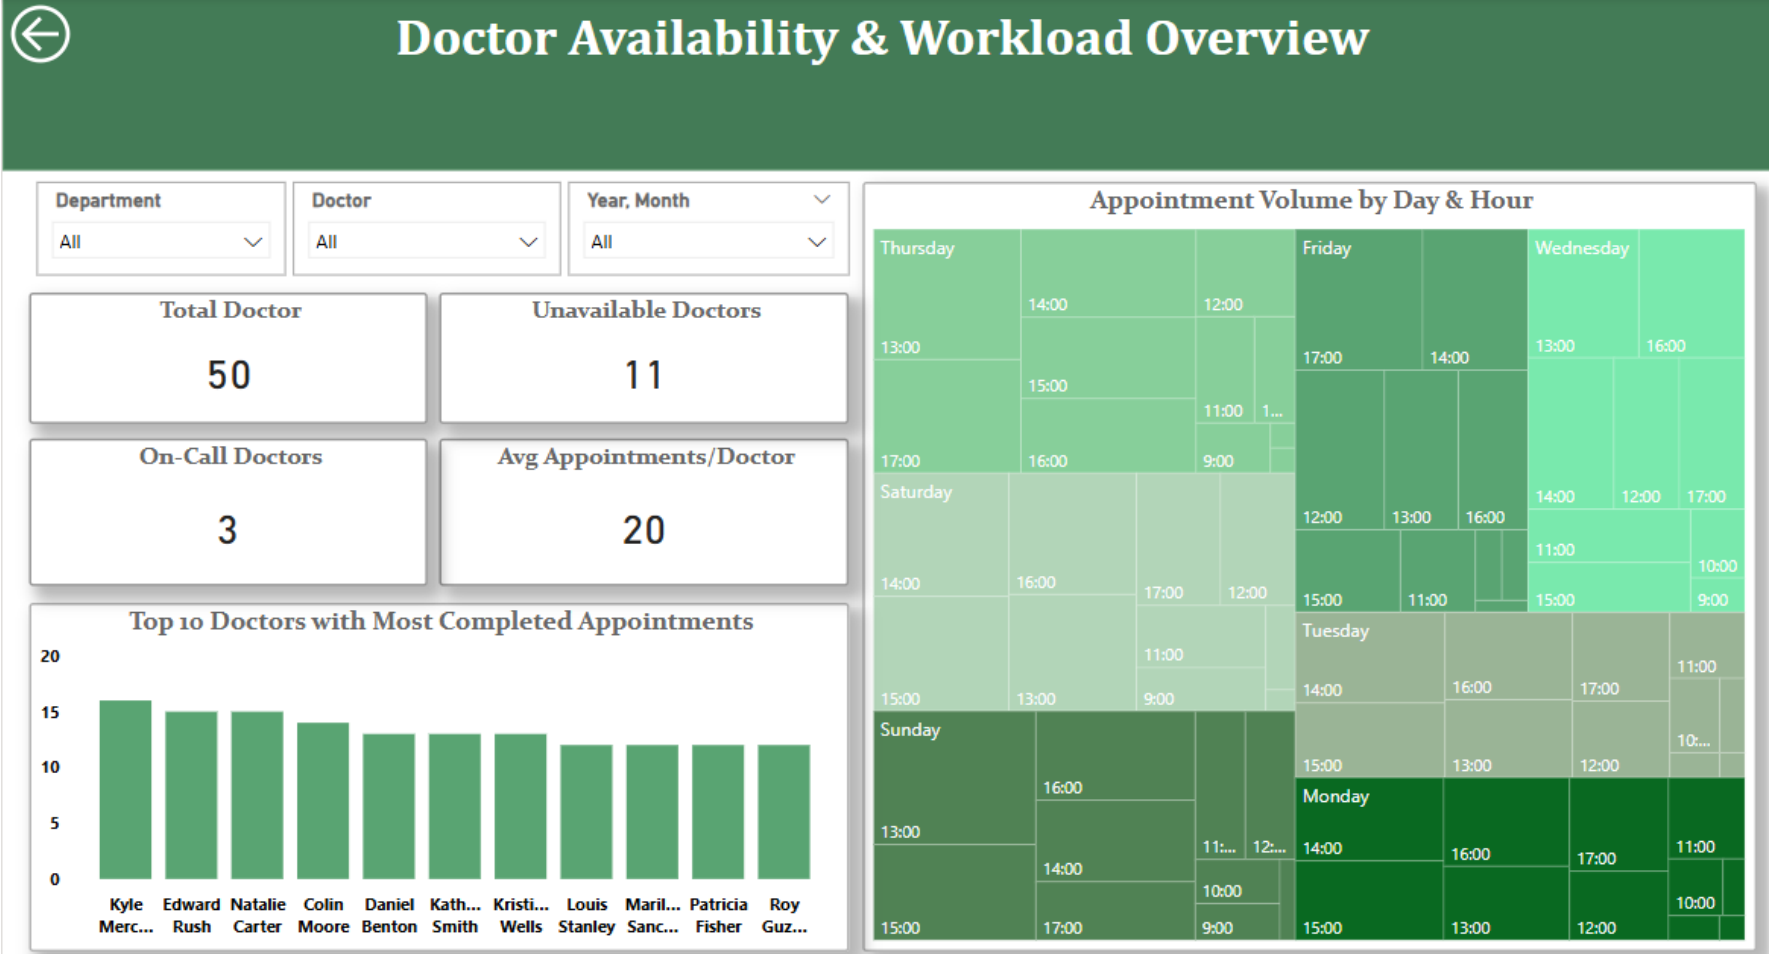 Doctor Availability & Workload Overview
Department
All
Doctor
All
Year, Month
All
Total Doctor
50
Unavailable Doctors
11
On-Call Doctors
3
Avg Appointments/Doctor
20
Top 10 Doctors with Most Completed Appointments
20
15
10
5
0
Kyle Merc...
Edward Rush
Natalie Carter
Colin Moore
Daniel Benton
Kath... Smith
Kristi... Wells
Louis Stanley
Maril... Sanc...
Patricia Fisher
Roy Guz...
Appointment Volume by Day & Hour
Thursday
13:00
17:00
14:00
15:00
16:00
12:00
11:00
1...
9:00
Saturday
14:00
15:00
16:00
13:00
17:00
12:00
11:00
9:00
Sunday
13:00
15:00
16:00
14:00
17:00
11:...
12:...
10:00
9:00
Friday
17:00
14:00
12:00
13:00
16:00
15:00
11:00
Wednesday
13:00
16:00
14:00
12:00
17:00
11:00
15:00
10:00
9:00
Tuesday
14:00
15:00
16:00
13:00
17:00
12:00
11:00
10:...
Monday
14:00
15:00
16:00
13:00
17:00
12:00
11:00
10:00